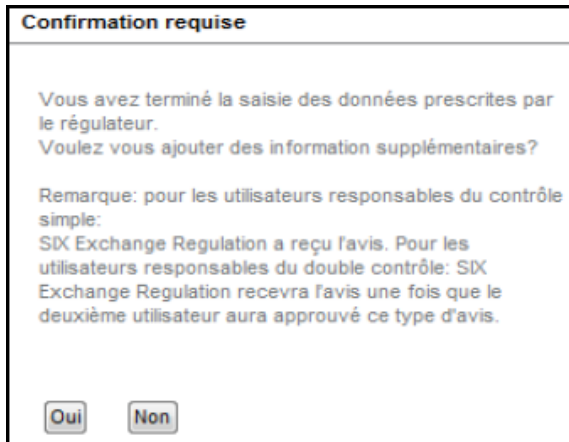 Confirmation requise
Vous avez terminé la saisie des données prescrites par
le régulateur.
Voulez vous ajouter des information supplémentaires?
Remarque: pour les utilisateurs responsables du contrôle
simple:
SIX Exchange Regulation a reçu l'avis. Pour les
utilisateurs responsables du double contrôle: SIX
Exchange Regulation recevra l'avis une fois que le
deuxième utilisateur aura approuvé ce type d'avis.
Oui Non